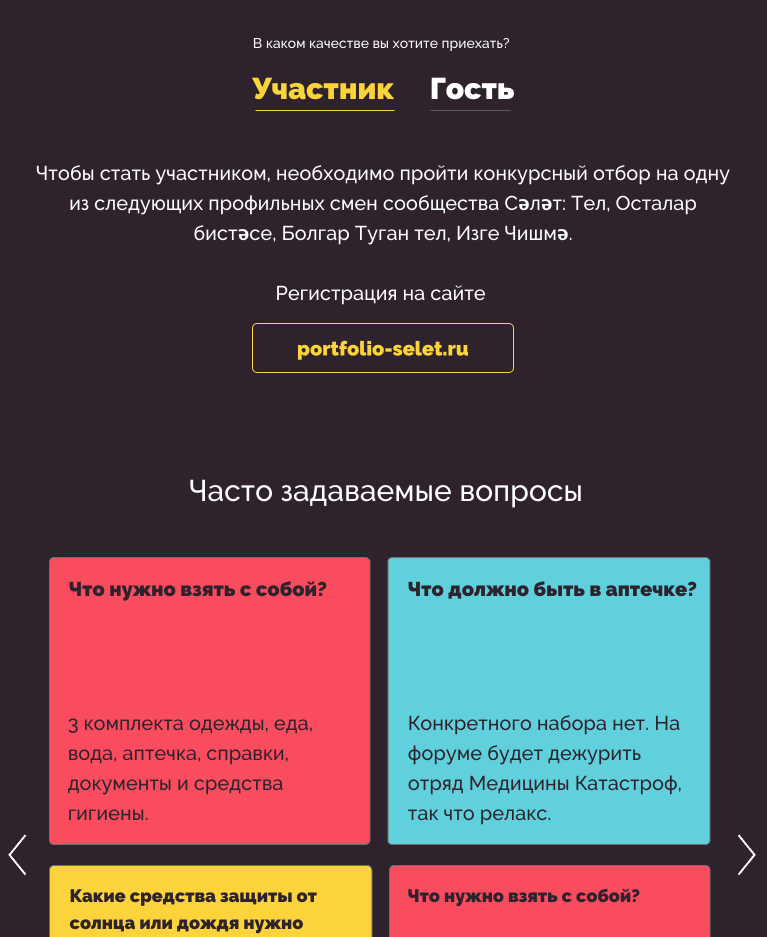 В каком качестве вы хотите приехать?
Участник Гость
Чтобы стать участником, необходимо пройти конкурсный отбор на одну
из следующих профильных смен сообщества Сәләт: Тел, Осталар
бистәсе, Болгар Туган тел, Изге Чишмә.
Регистрация на сайте
portfolio-selet.ru
Часто задаваемые вопросы
Что нужно взять с собой?
3 комплекта одежды, еда,
вода, аптечка, справки,
документы и средства
гигиены.
Что должно быть в аптечке?
Конкретного набора нет. На
форуме будет дежурить
отряд Медицины Катастроф,
так что релакс.
Какие средства защиты от
солнца или дождя нужно
Что нужно взять с собой?